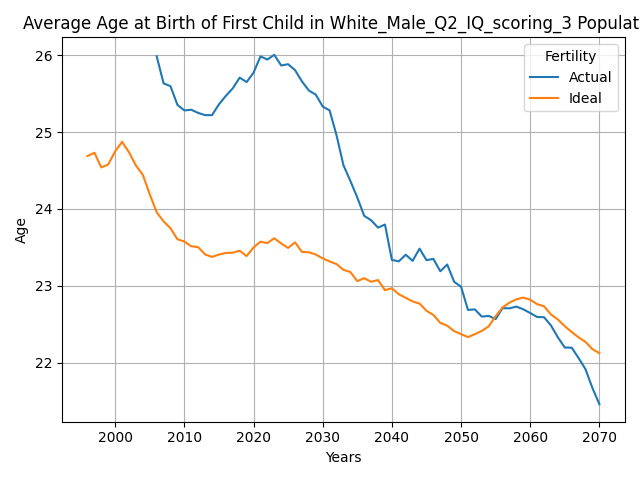 Average Age at Birth of First Child in White_Male_Q2_IQ_scoring_3 Populat
Fertility
Actual
Ideal
26
25
24
23
22
Age
2000 2010 2020 2030 2040 2050 2060 2070
Years